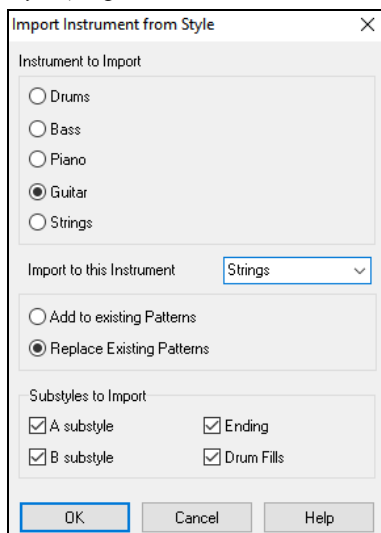 Import Instrument from Style
Instrument to Import
Drums
Bass
Piano
Guitar
Strings
Import to this Instrument Strings
Add to existing Patterns
Replace Existing Patterns
Substyles to Import
A substyle Ending
B substyle Drum Fills
OK Cancel Help